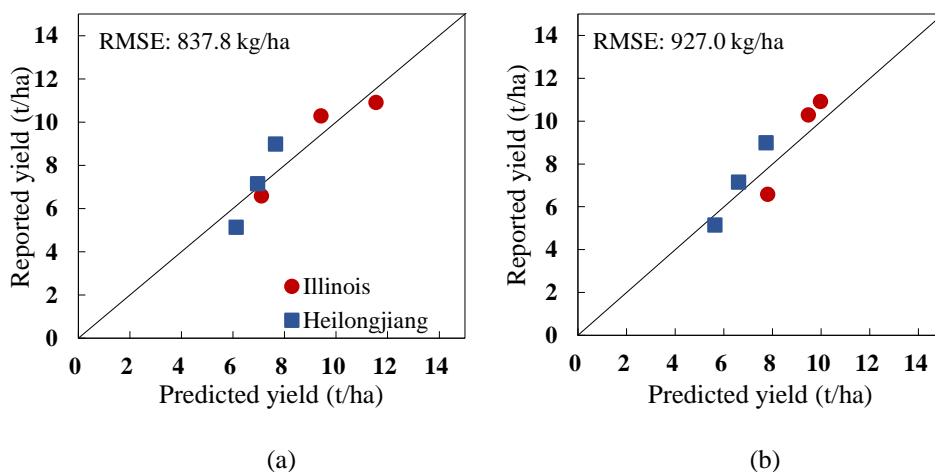 RMSE: 837.8 kg/ha
14
12
10
8
6
4
2
0
Reported yield (t/ha)
Illinois
Heilongjiang
0 2 4 6 8 10 12 14
Predicted yield (t/ha)
(a)
RMSE: 927.0 kg/ha
14
12
10
8
6
4
2
0
Reported yield (t/ha)
0 2 4 6 8 10 12 14
Predicted yield (t/ha)
(b)